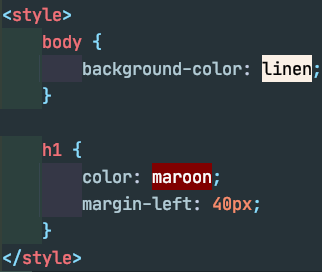 <style>
    body {
        background-color: linen;
    }

    h1 {
        color: maroon;
        margin-left: 40px;
    }
</style>